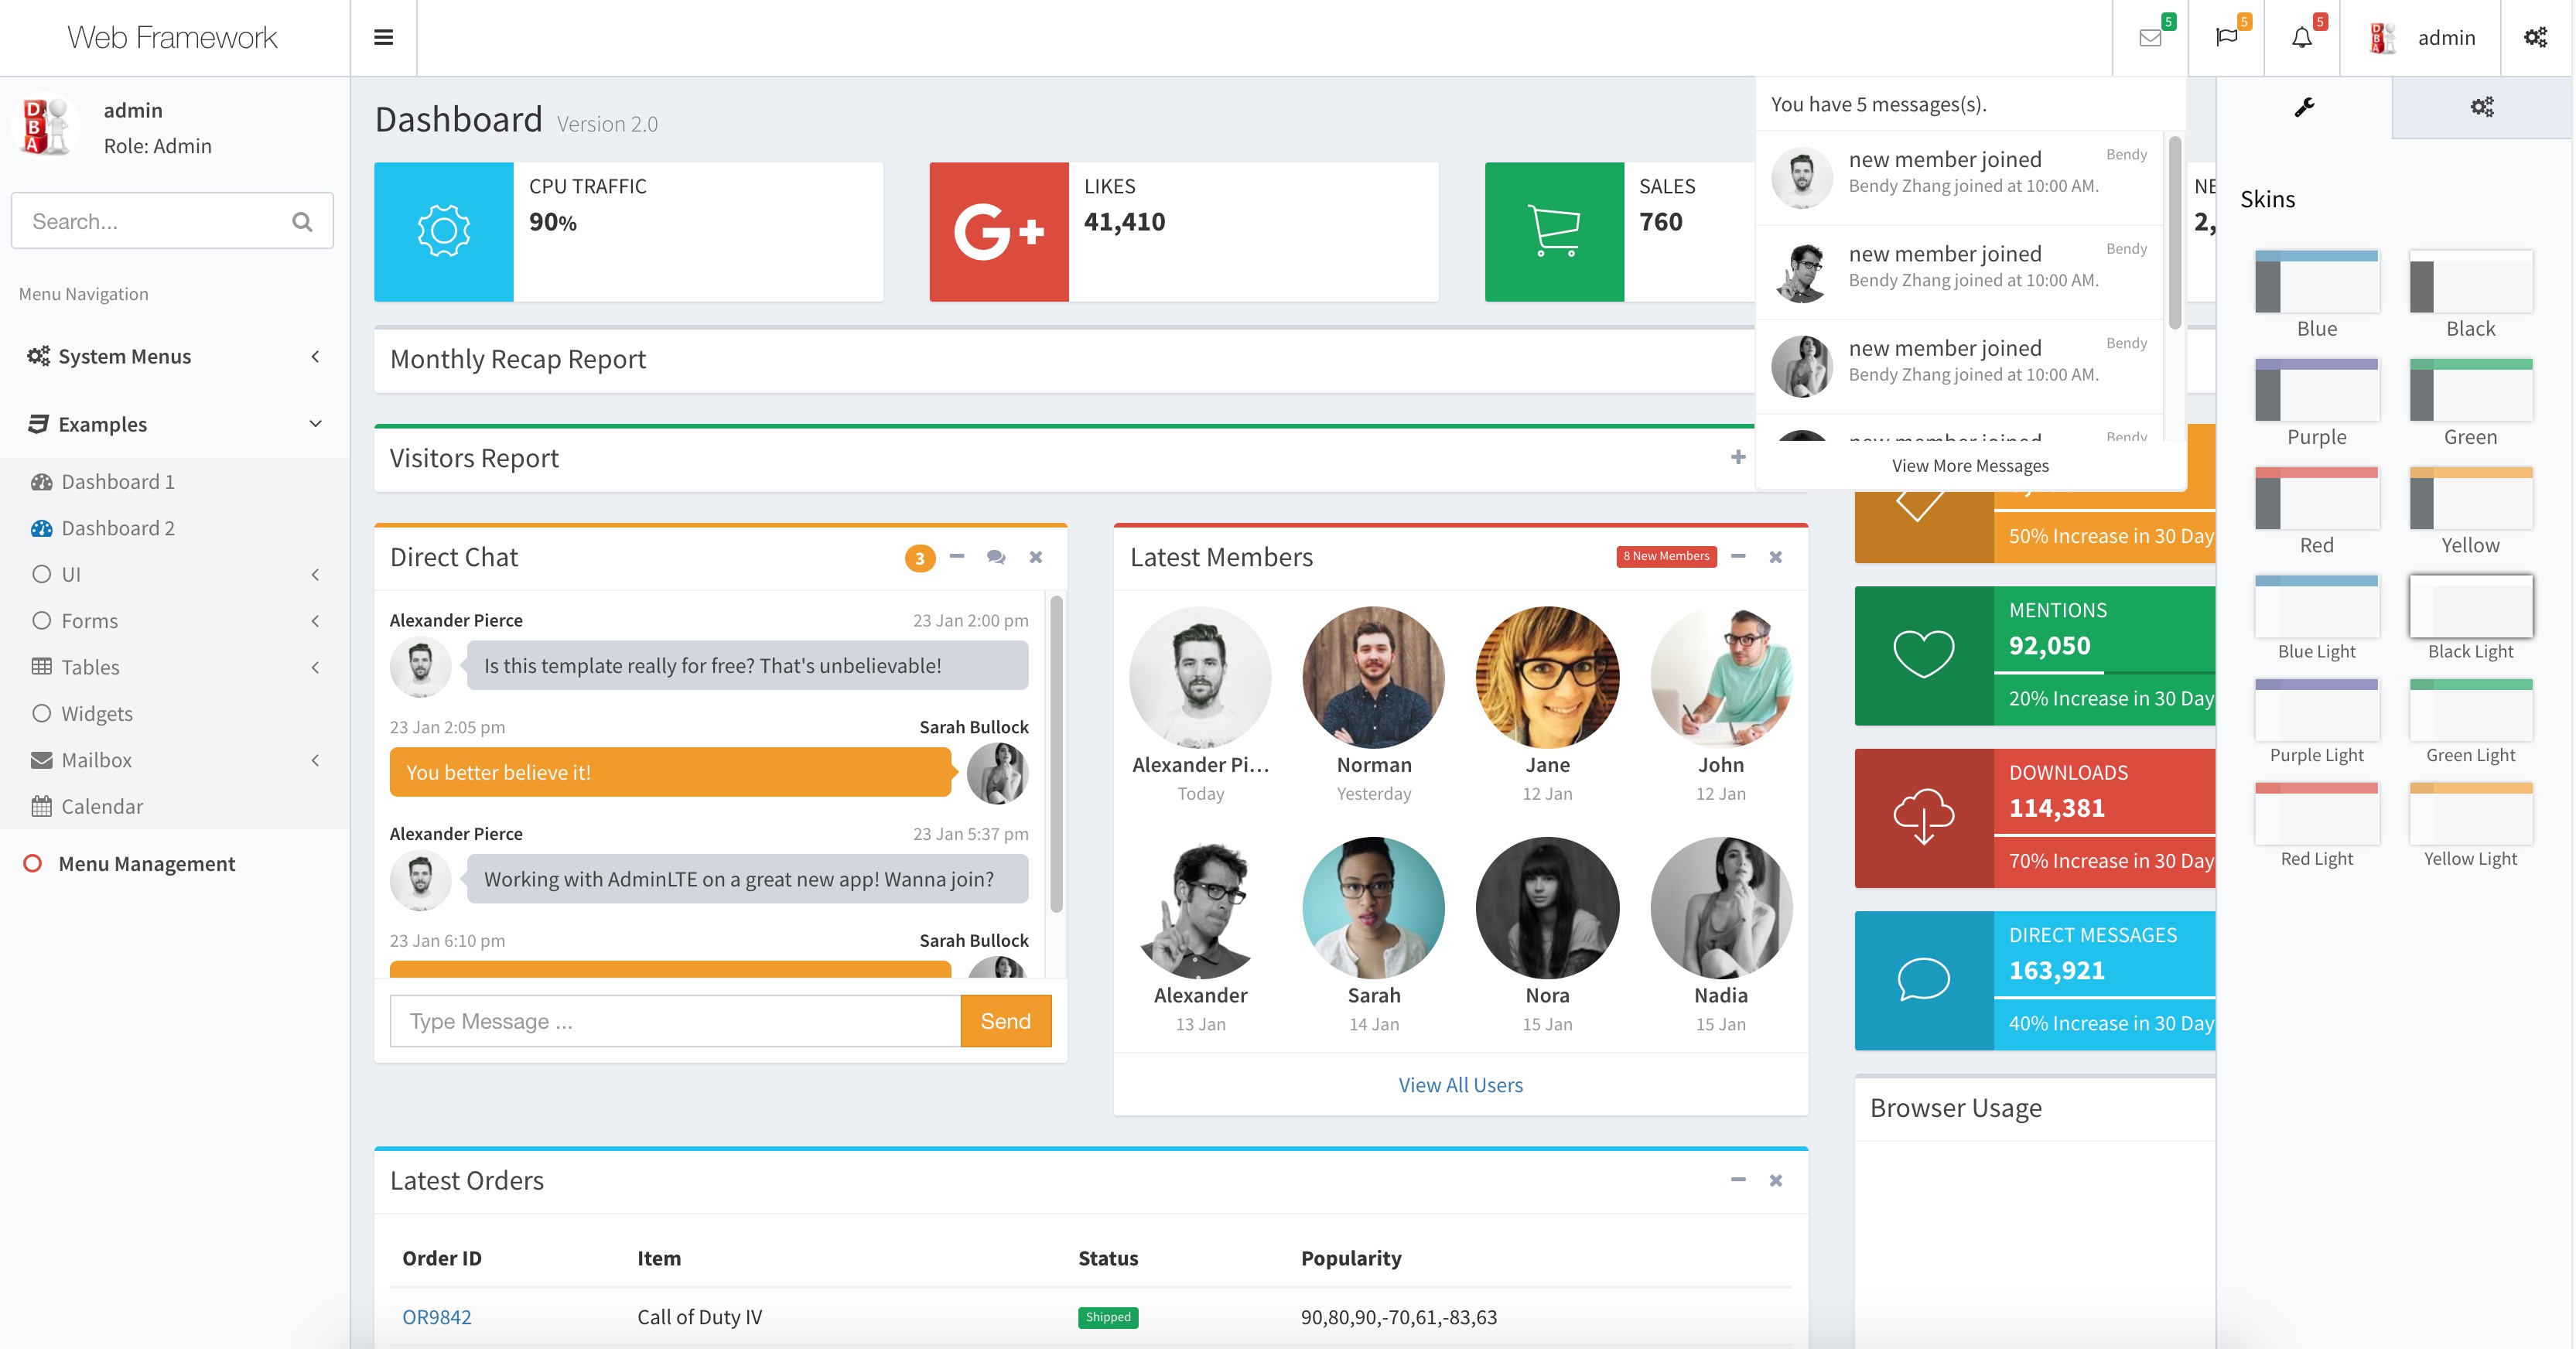 Web Framework
5
5
5
admin
admin
Role: Admin
Search...
Menu Navigation
System Menus
Examples
Dashboard 1
Dashboard 2
UI
Forms
Tables
Widgets
Mailbox
Calendar
Menu Management
Dashboard Version 2.0
CPU TRAFFIC
90%
LIKES
41,410
SALES
760
You have 5 messages(s).
new member joined Bendy
Bendy Zhang joined at 10:00 AM.
new member joined Bendy
Bendy Zhang joined at 10:00 AM.
new member joined Bendy
Bendy Zhang joined at 10:00 AM.
new member joined Bendy
View More Messages
Monthly Recap Report
Visitors Report
Direct Chat 3
Alexander Pierce 23 Jan 2:00 pm
Is this template really for free? That's unbelievable!
23 Jan 2:05 pm Sarah Bullock
You better believe it!
Alexander Pierce 23 Jan 5:37 pm
Working with AdminLTE on a great new app! Wanna join?
23 Jan 6:10 pm Sarah Bullock
Type Message ... Send
Latest Members 8 New Members
Alexander Pi... Norman Jane John
Today Yesterday 12 Jan 12 Jan
Alexander Sarah Nora Nadia
13 Jan 14 Jan 15 Jan 15 Jan
View All Users
50% Increase in 30 Day
MENTIONS
92,050
20% Increase in 30 Day
DOWNLOADS
114,381
70% Increase in 30 Day
DIRECT MESSAGES
163,921
40% Increase in 30 Day
Browser Usage
Latest Orders
Order ID Item Status Popularity
OR9842 Call of Duty IV Shipped 90,80,90,-70,61,-83,63
Skins
Blue Black
Purple Green
Red Yellow
Blue Light Black Light
Purple Light Green Light
Red Light Yellow Light